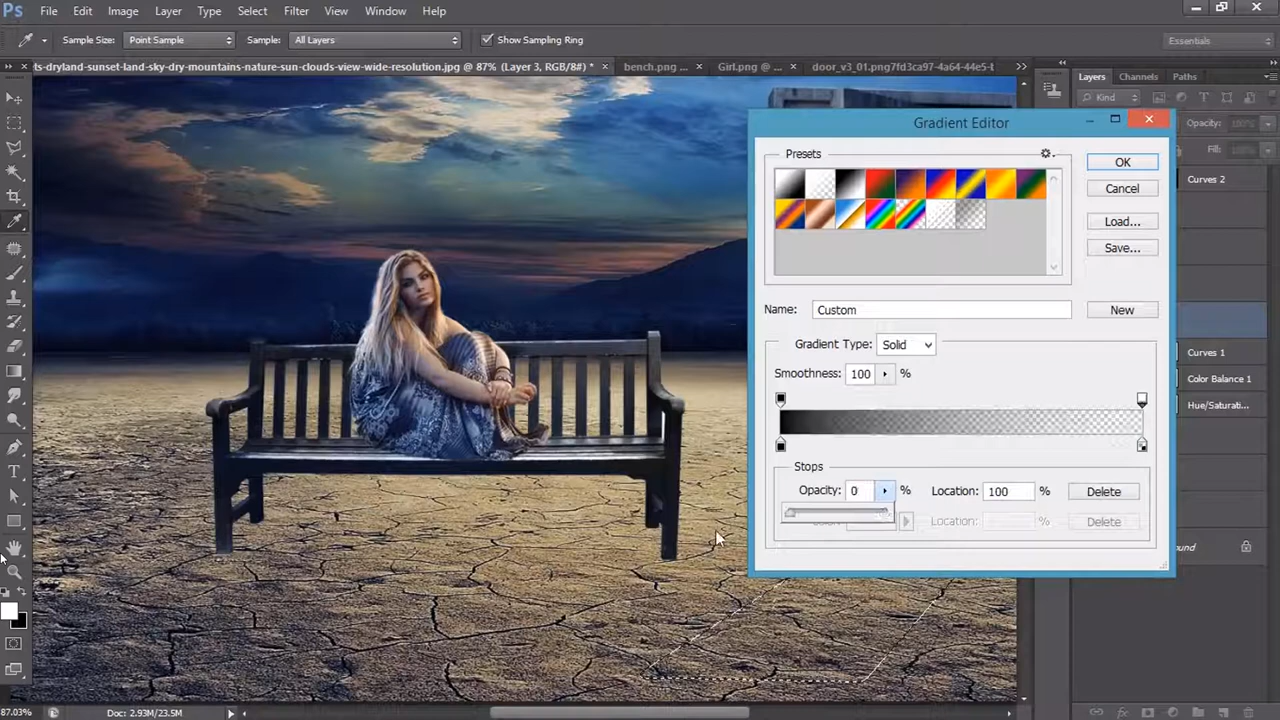 Ps File Edit Image Layer Type Select Filter View Window Help
Sample Size: Point Sample Sample: All Layers Show Sampling Ring Essentials
ts-dryland-sunset-land-sky-dry-mountains-nature-sun-clouds-view-wide-resolution.jpg @ 87% (Layer 3, RGB/8#) * bench.png ... Girl.png @ ... door_v3_01.png7fd3ca97-4a64-44e5-b
Layers Channels Paths
Kind
Opacity: 100%
Fill: 100%
Curves 2
Curves 1
Color Balance 1
Hue/Saturati...
Gradient Editor
Presets
OK
Cancel
Load...
Save...
Name: Custom New
Gradient Type: Solid
Smoothness: 100 %
Stops
Opacity: 0 % Location: 100 % Delete
Location: % Delete
87.03% Doc: 2.93M/23.5M